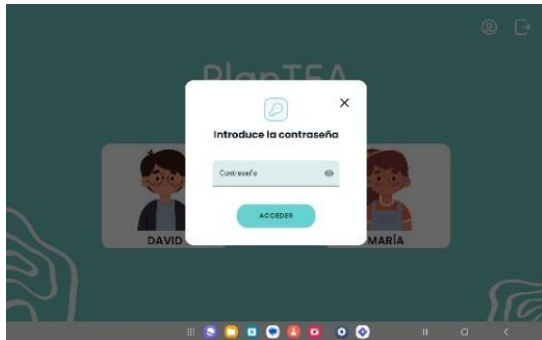 PlanTEA
Introduce la contraseña
Contraseña
ACCEDER
DAVID
MARÍA